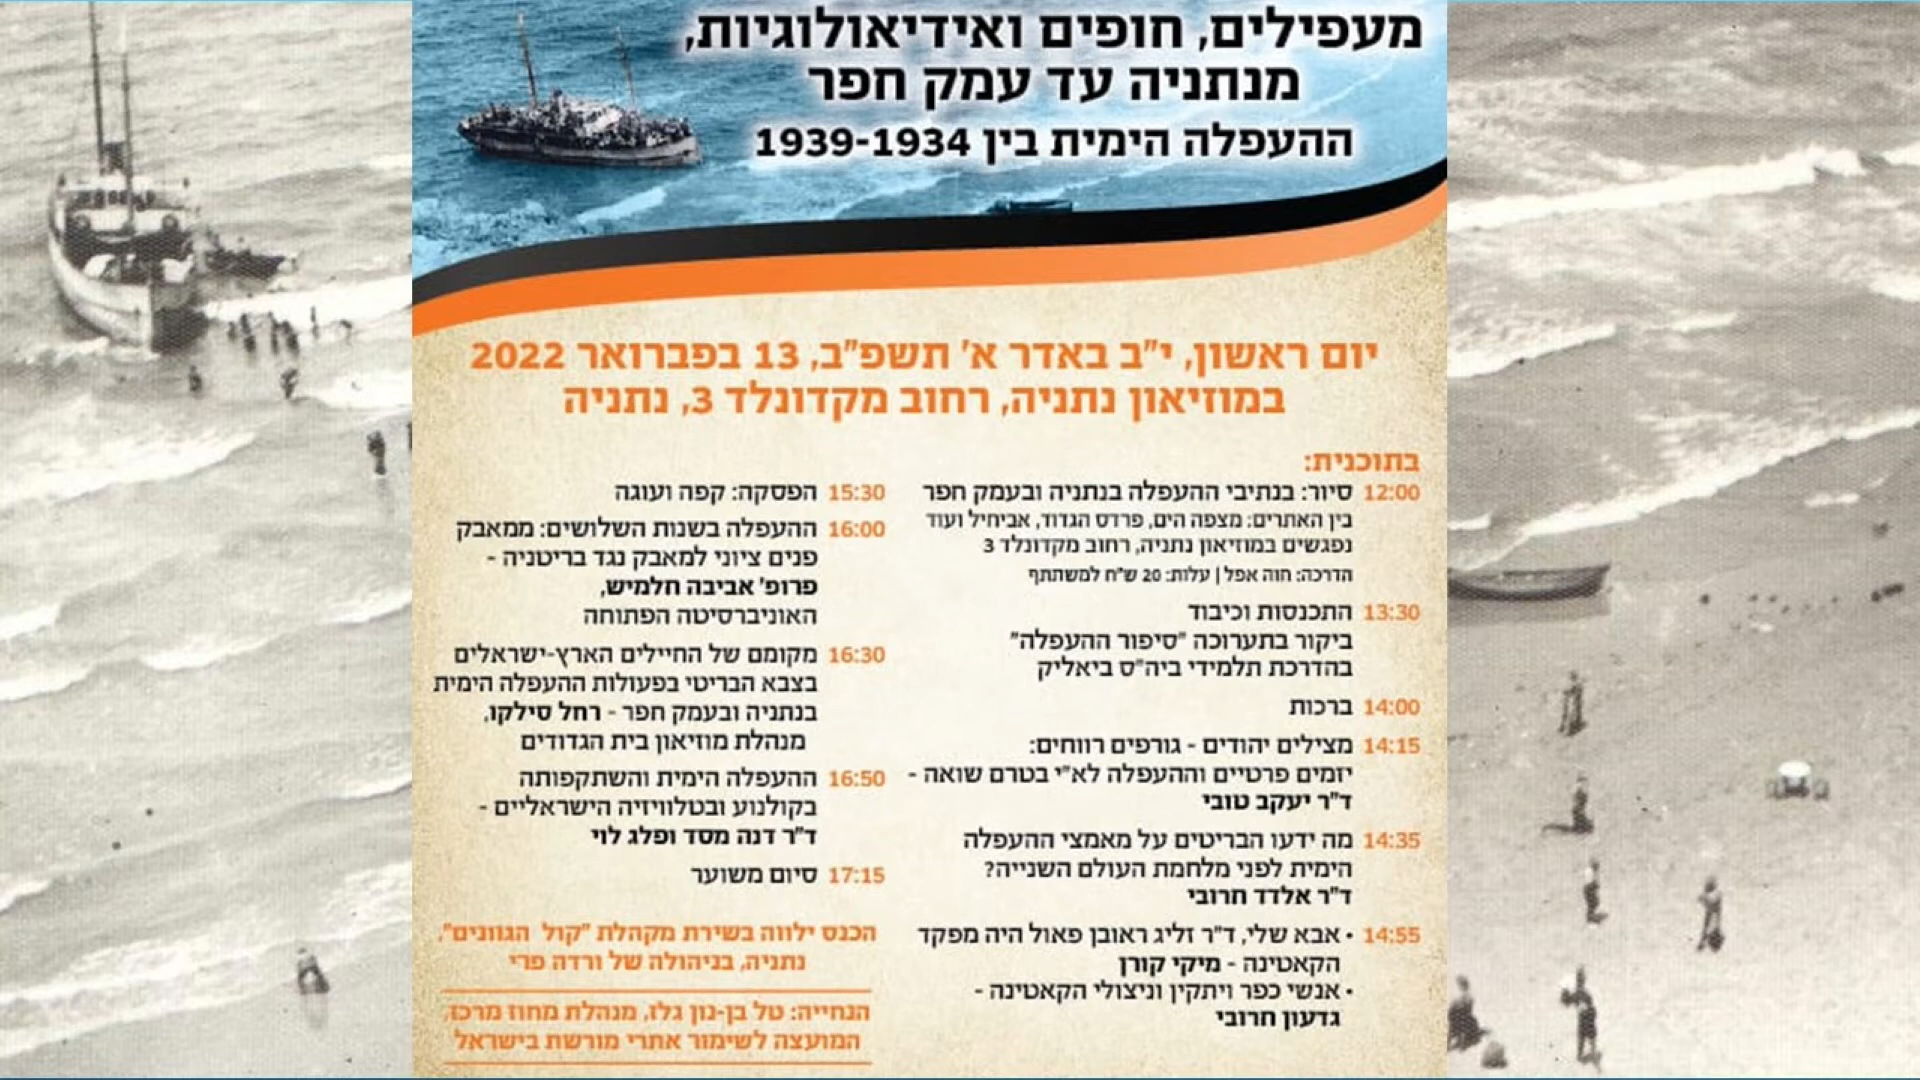 מעפילים, חופים ואידיאולוגיות,
מנתניה עד עמק חפר
ההעפלה הימית בין 1939-1934
יום ראשון, י"ב באדר א' תשפ"ב, 13 בפברואר 2022
במוזיאון נתניה, רחוב מקדונלד 3, נתניה
בתוכנית:
12:00 סיור: בנתיבי ההעפלה בנתניה ובעמק חפר
בין האתרים: מצפה הים, פרדס הגדוד, אביחיל ועוד
נפגשים במוזיאון נתניה, רחוב מקדונלד 3
הדרכה: חוה אפל | עלות: 20 ש"ח למשתתף
13:30 התכנסות וכיבוד
ביקור בתערוכה "סיפור ההעפלה"
בהדרכת תלמידי ביה"ס ביאליק
14:00 ברכות
14:15 מצילים יהודים - גורפים רווחים:
יזמים פרטיים וההעפלה לא"י בטרם שואה -
ד"ר יעקב טובי
14:35 מה ידעו הבריטים על מאמצי ההעפלה
הימית לפני מלחמת העולם השנייה?
ד"ר אלדד חרובי
14:55 • אבא שלי, ד"ר זליג ראובן פאול היה מפקד
הקאטינה - מיקי קורן
• אנשי כפר ויתקין וניצולי הקאטינה -
גדעון חרובי
15:30 הפסקה: קפה ועוגה
16:00 ההעפלה בשנות השלושים: ממאבק
פנים ציוני למאבק נגד בריטניה -
פרופ' אביבה חלמיש,
האוניברסיטה הפתוחה
16:30 מקומם של החיילים הארץ-ישראלים
בצבא הבריטי בפעולות ההעפלה הימית
בנתניה ובעמק חפר - רחל סילקו,
מנהלת מוזיאון בית הגדודים
16:50 ההעפלה הימית והשתקפותה
בקולנוע ובטלוויזיה הישראליים -
ד"ר דנה מסד ופלג לוי
17:15 סיום משוער
הכנס ילווה בשירת מקהלת "קול הגוונים",
נתניה, בניהולה של ורדה פרי
הנחייה: טל בן-נון גלז, מנהלת מחוז מרכז,
המועצה לשימור אתרי מורשת בישראל